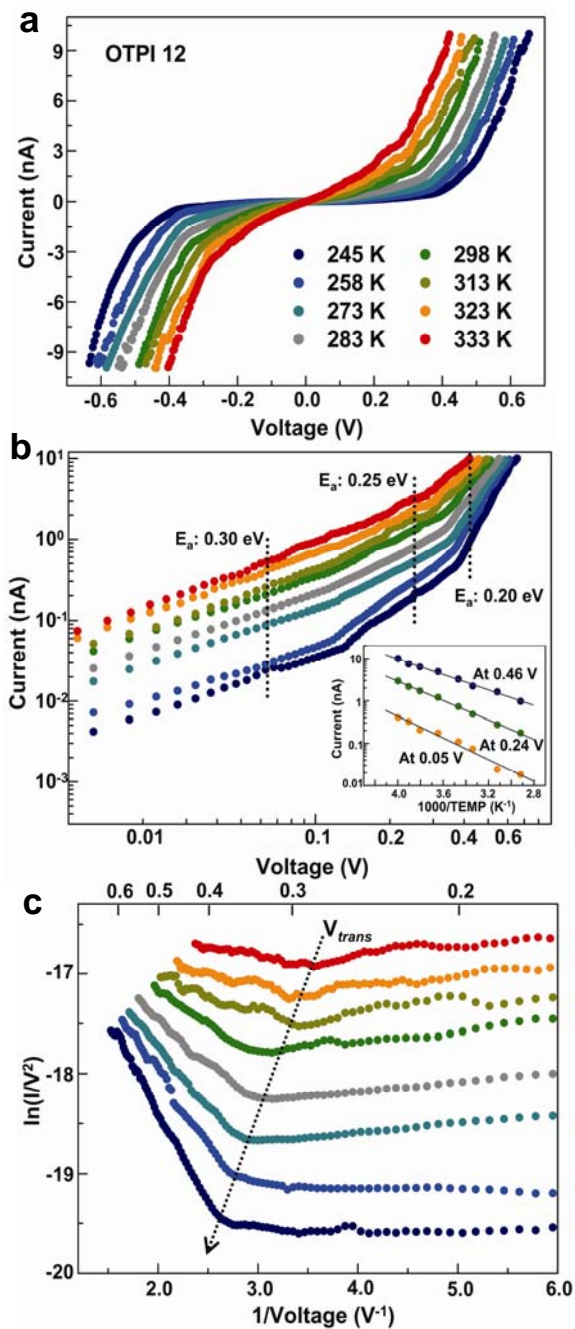 a
OTPI 12
Current (nA)
9
6
3
0
-3
-6
-9
245 K
298 K
258 K
313 K
273 K
323 K
283 K
333 K
-0.6 -0.4 -0.2 0.0 0.2 0.4 0.6
Voltage (V)
b
Current (nA)
10¹
10⁰
10⁻¹
10⁻²
10⁻³
Eₐ: 0.30 eV
Eₐ: 0.25 eV
Eₐ: 0.20 eV
Current (nA)
10
1
0.1
0.01
At 0.46 V
At 0.24 V
At 0.05 V
4.0 3.6 3.2 2.8
1000/TEMP (K⁻¹)
0.01 0.1 0.2 0.4 0.6
Voltage (V)
c
0.6 0.5 0.4 0.3 0.2
V_trans
ln(I/V²)
-17
-18
-19
-20
2.0 3.0 4.0 5.0 6.0
1/Voltage (V⁻¹)